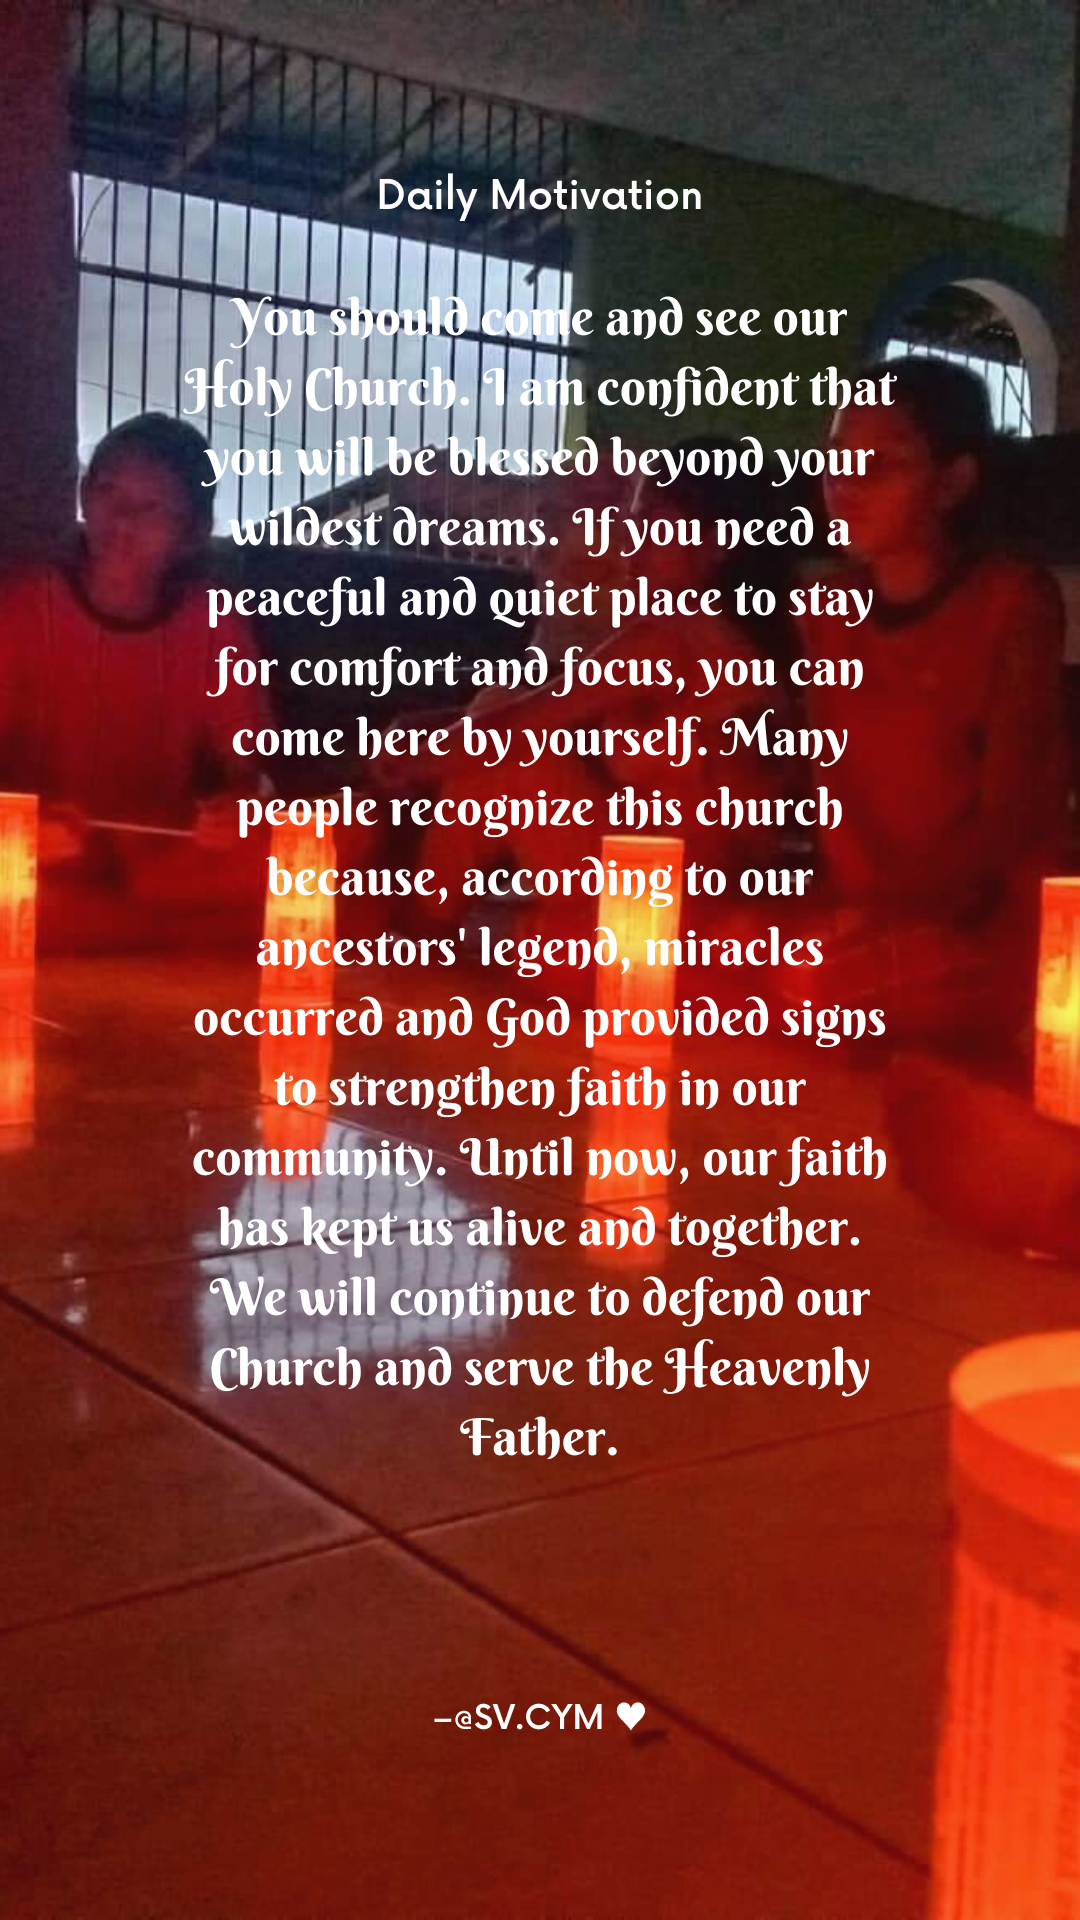 Daily Motivation
You should come and see our
Holy Church. I am confident that
you will be blessed beyond your
wildest dreams. If you need a
peaceful and quiet place to stay
for comfort and focus, you can
come here by yourself. Many
people recognize this church
because, according to our
ancestors' legend, miracles
occurred and God provided signs
to strengthen faith in our
community. Until now, our faith
has kept us alive and together.
We will continue to defend our
Church and serve the Heavenly
Father.
–@SV.CYM ♥